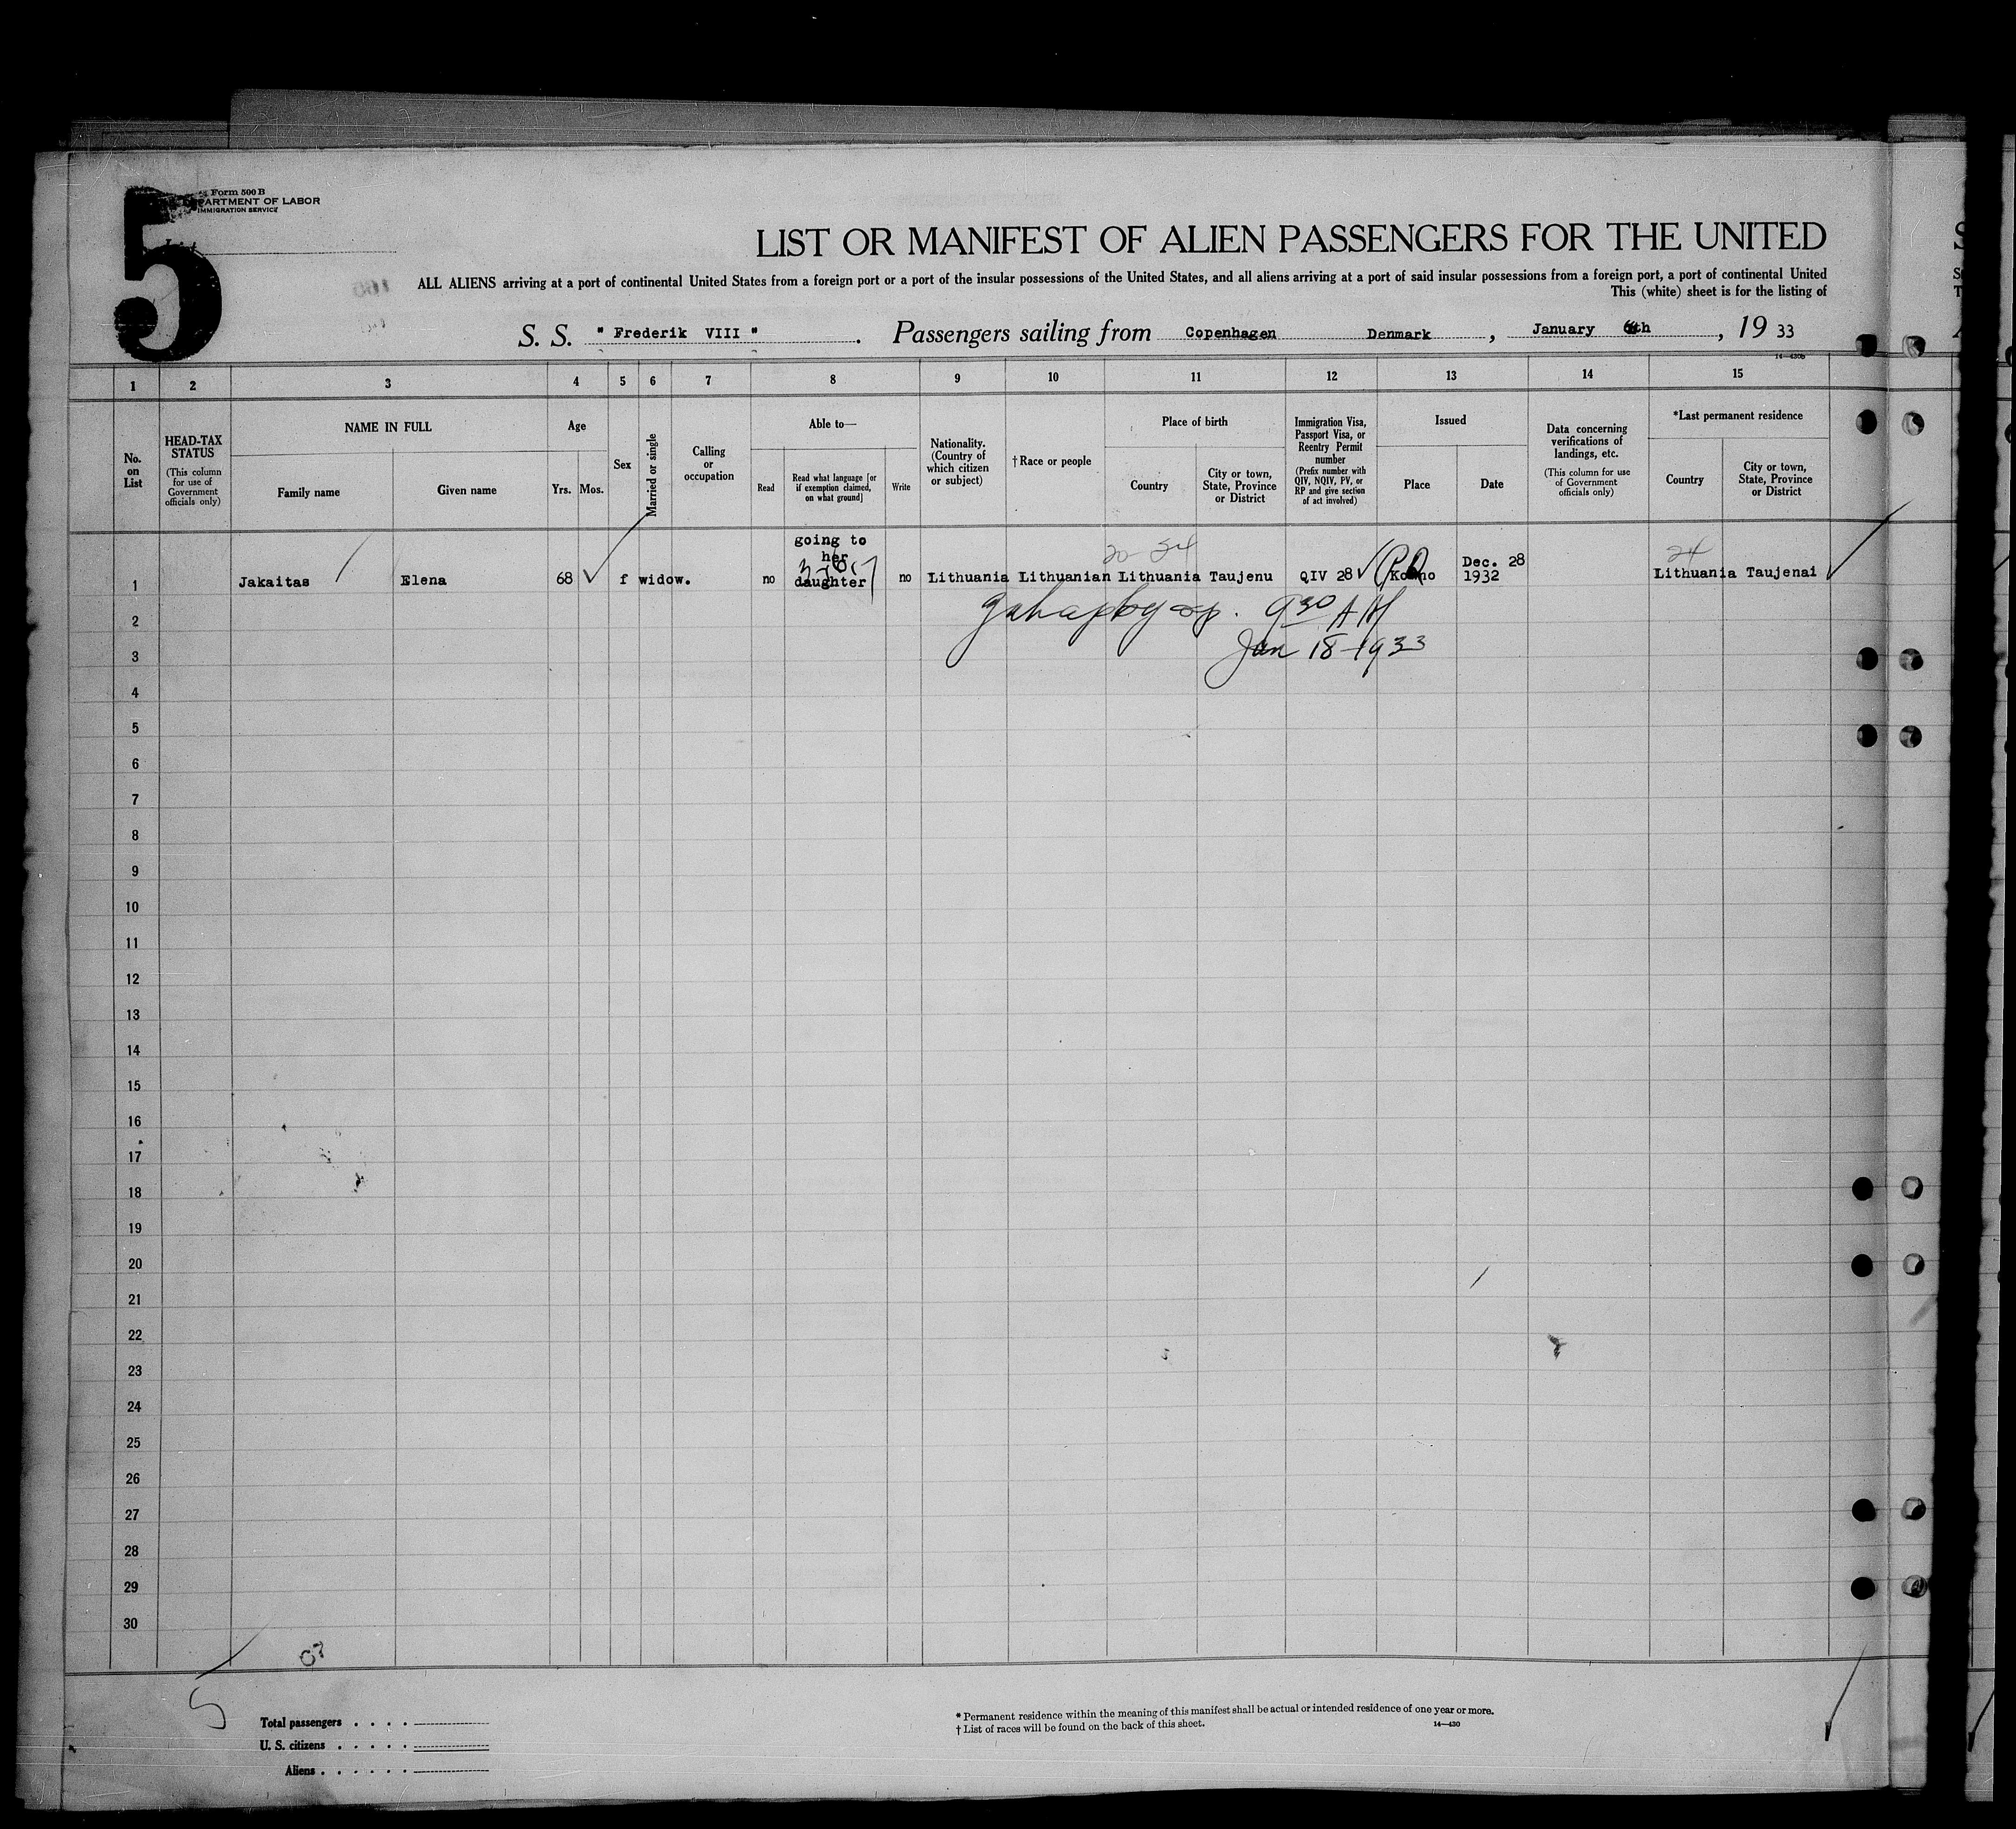 5
Form 500 B
DEPARTMENT OF LABOR
IMMIGRATION SERVICE
List
LIST OR MANIFEST OF ALIEN PASSENGERS FOR THE UNITED
ALL ALIENS arriving at a port of continental United States from a foreign port or a port of the insular possessions of the United States, and all aliens arriving at a port of said insular possessions from a foreign port, a port of continental United
This (white) sheet is for the listing of
S. S. " Frederik VIII " . Passengers sailing from Copenhagen Denmark , January 6th , 19 33
14—430b
1 2 3 4 5 6 7 8 9 10 11 12 13 14 15
No. on List
HEAD-TAX STATUS
(This column for use of Government officials only)
NAME IN FULL
Family name
Given name
Age
Yrs. Mos.
Sex
Married or single
Calling or occupation
Able to—
Read
Read what language [or if exemption claimed, on what ground]
Write
Nationality. (Country of which citizen or subject)
†Race or people
Place of birth
Country
City or town, State, Province or District
Immigration Visa, Passport Visa, or Reentry Permit number
(Prefix number with QIV, NQIV, PV, or RP and give section of act involved)
Issued
Place
Date
Data concerning verifications of landings, etc.
(This column for use of Government officials only)
*Last permanent residence
Country
City or town, State, Province or District
1 Jakaitas Elena 68 f widow. no going to her daughter no Lithuania Lithuanian Lithuania Taujenu QIV 28 Kowno Dec. 28 1932 Lithuania Taujenai
20 24
24
2 9 30 AM
3 Jan 18-1933
4
5
6
7
8
9
10
11
12
13
14
15
16
17
18
19
20
21
22
23
24
25
26
27
28
29
30
5
Total passengers . . . .
U. S. citizens . . . . .
Aliens . . . . . .
* Permanent residence within the meaning of this manifest shall be actual or intended residence of one year or more.
† List of races will be found on the back of this sheet.
14—430